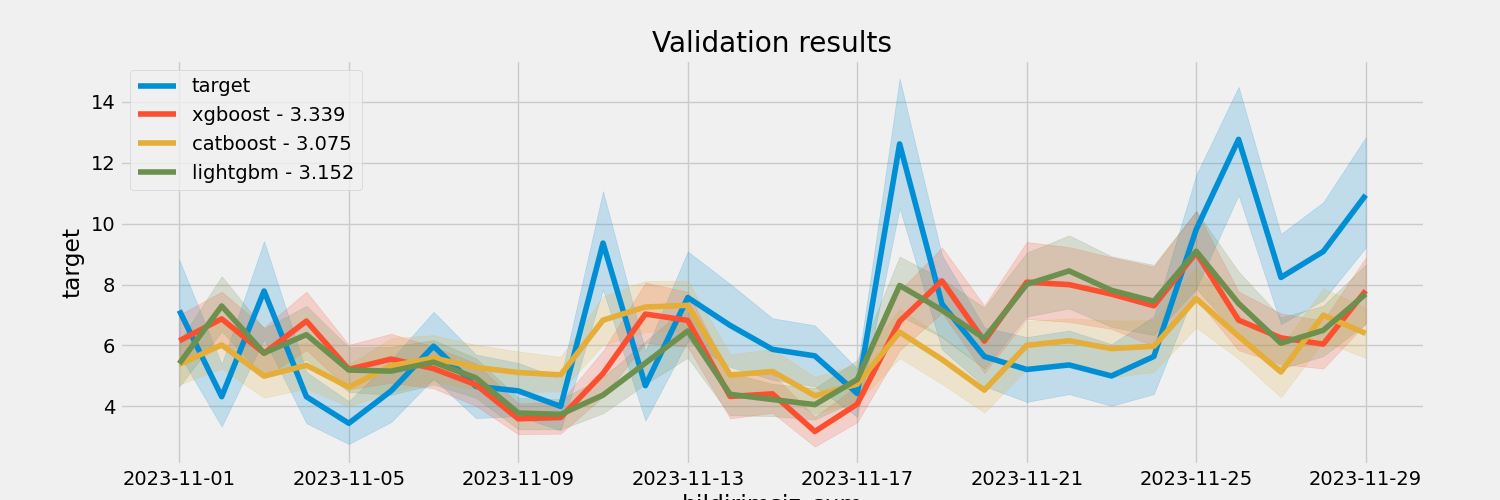 Validation results
target
xgboost - 3.339
catboost - 3.075
lightgbm - 3.152
target
14
12
10
8
6
4
2023-11-01 2023-11-05 2023-11-09 2023-11-13 2023-11-17 2023-11-21 2023-11-25 2023-11-29